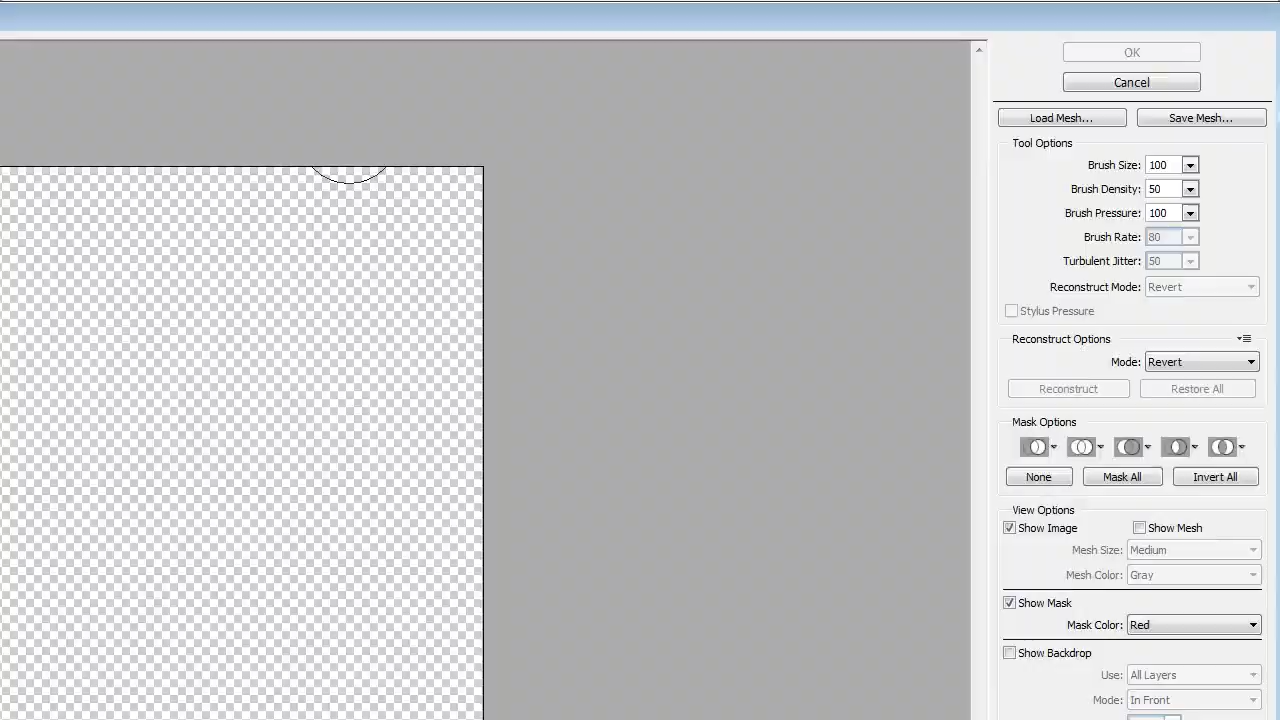 OK
Cancel
Load Mesh... Save Mesh...
Tool Options
Brush Size: 100
Brush Density: 50
Brush Pressure: 100
Brush Rate: 80
Turbulent Jitter: 50
Reconstruct Mode: Revert
Stylus Pressure
Reconstruct Options
Mode: Revert
Reconstruct Restore All
Mask Options
None Mask All Invert All
View Options
Show Image Show Mesh
Mesh Size: Medium
Mesh Color: Gray
Show Mask
Mask Color: Red
Show Backdrop
Use: All Layers
Mode: In Front